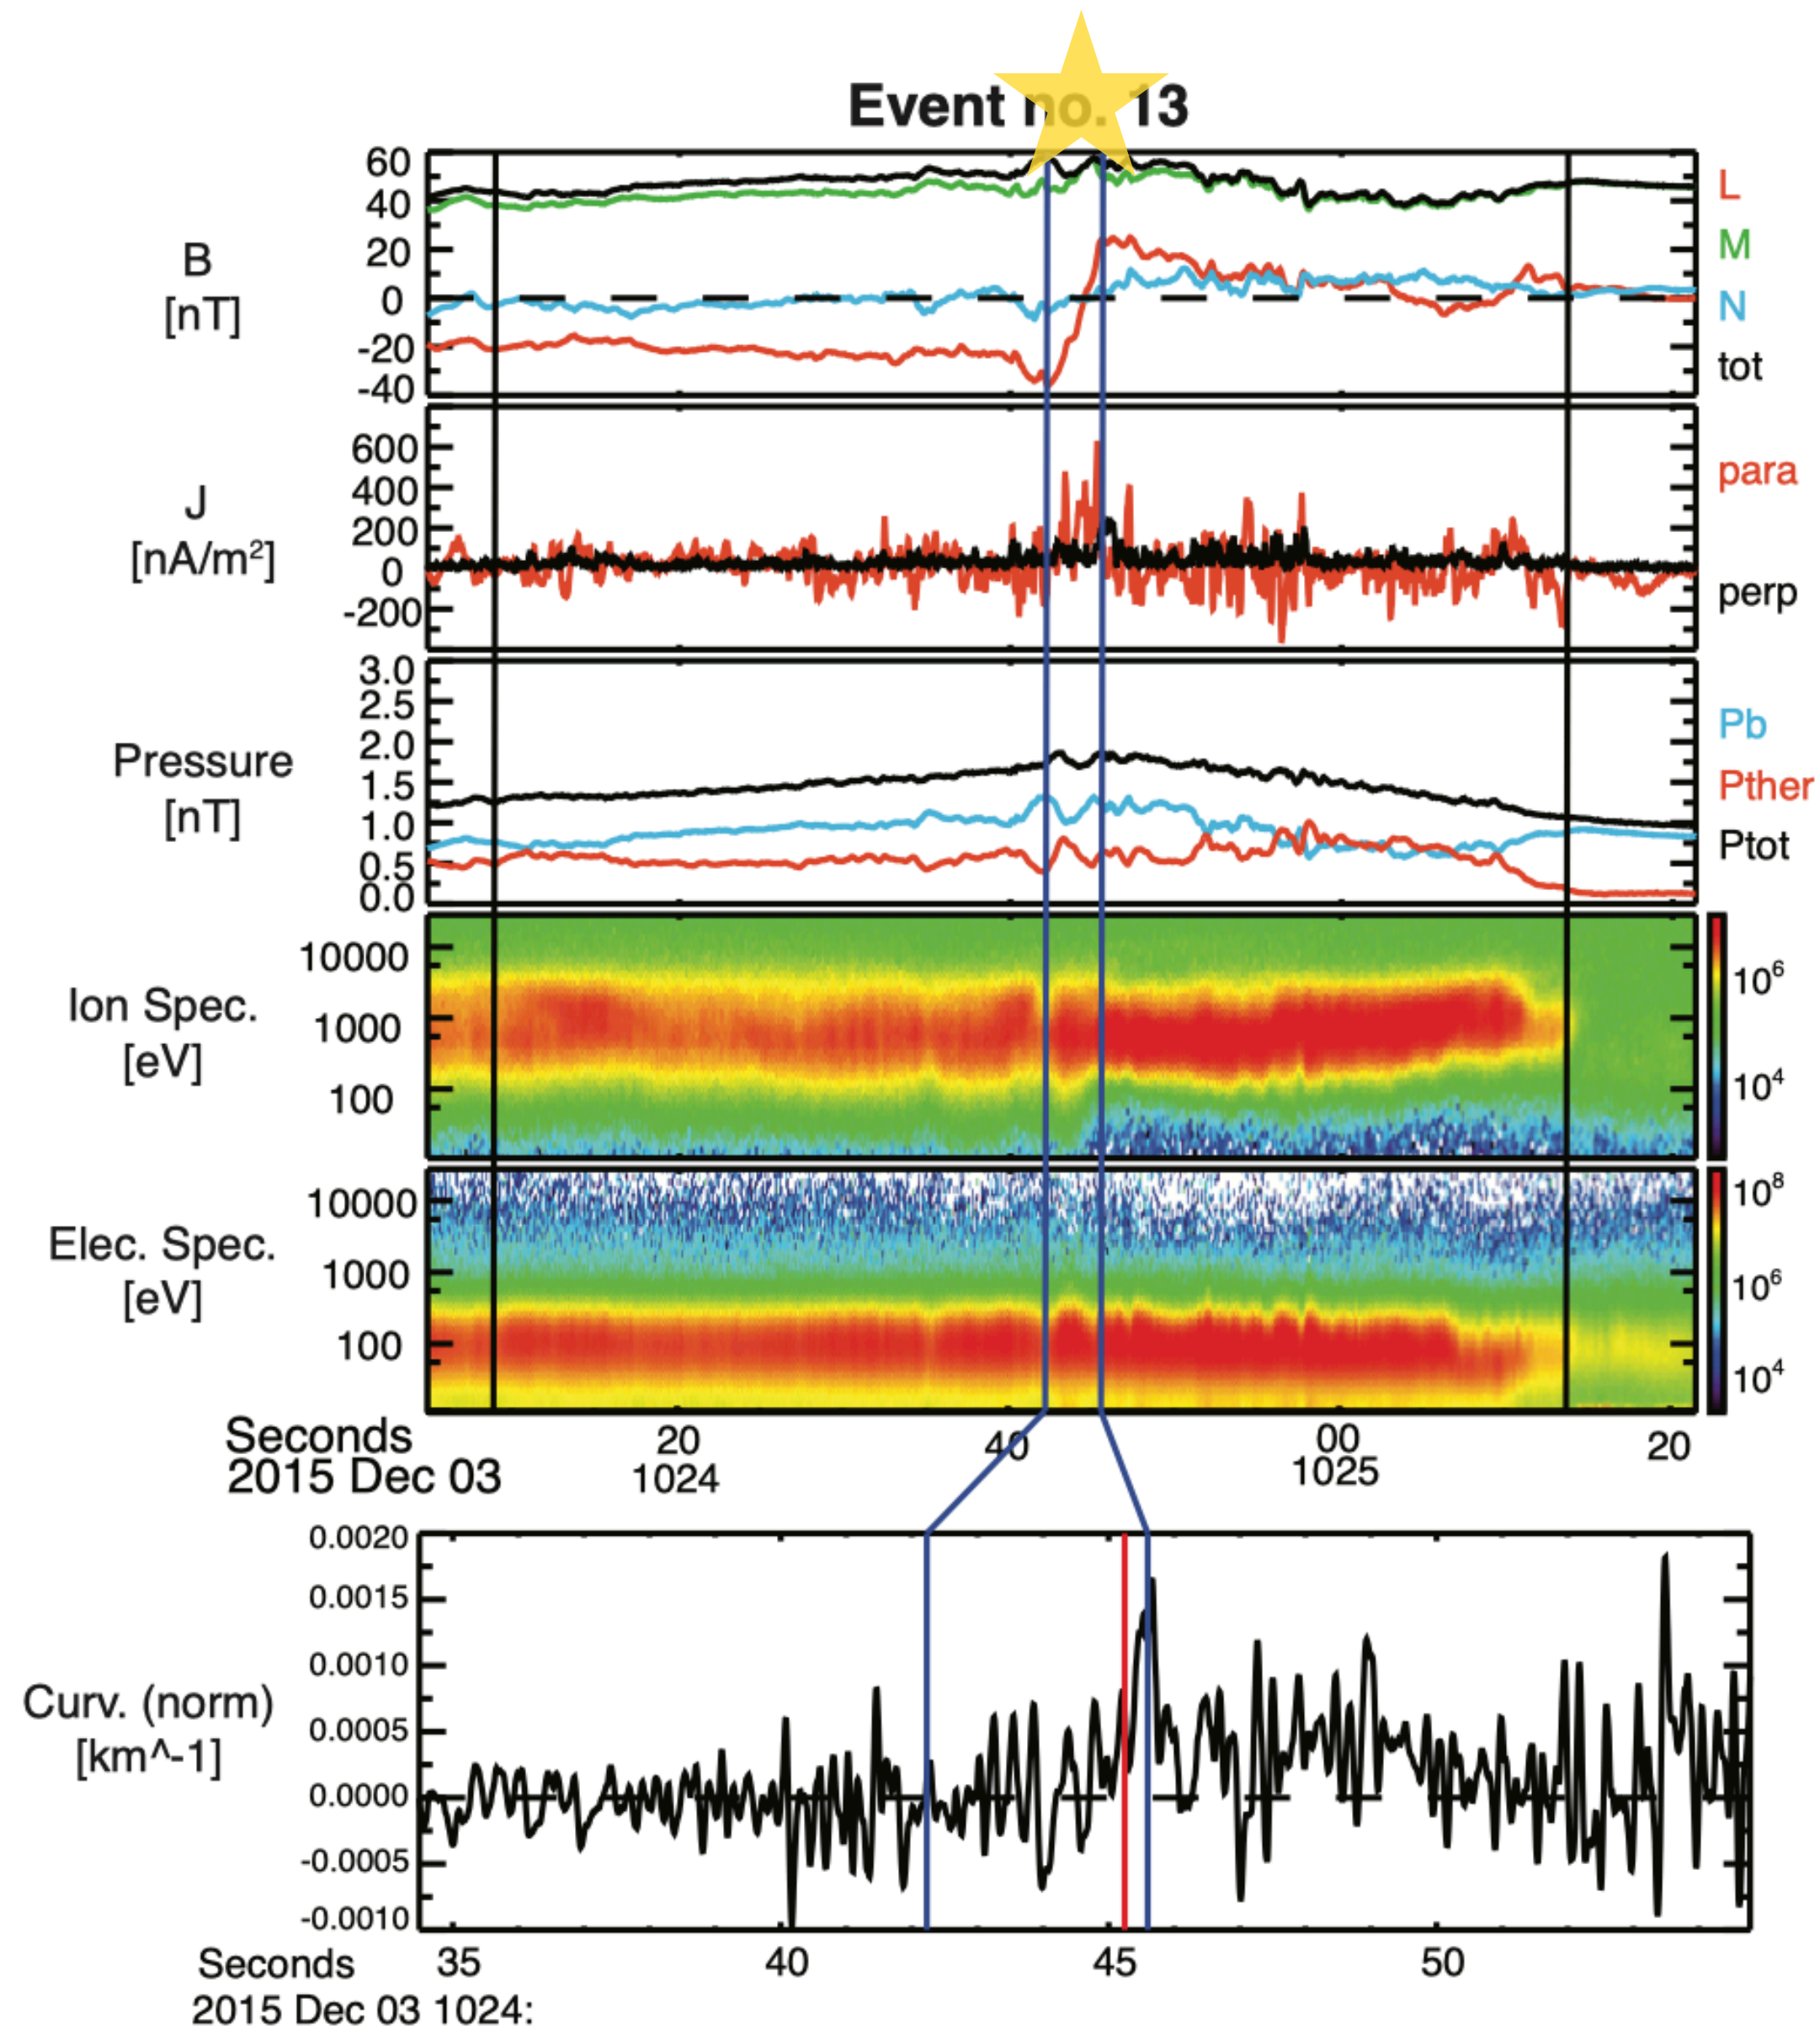 Event no. 13
B
[nT]
60
40
20
0
-20
-40
L
M
N
tot
J
[nA/m²]
600
400
200
0
-200
para
perp
Pressure
[nT]
3.0
2.5
2.0
1.5
1.0
0.5
0.0
Pb
Pther
Ptot
Ion Spec.
[eV]
10000
1000
100
10⁶
10⁴
Elec. Spec.
[eV]
10000
1000
100
10⁸
10⁶
10⁴
Seconds 20 40 00 20
2015 Dec 03 1024 1025
Curv. (norm)
[km^-1]
0.0020
0.0015
0.0010
0.0005
0.0000
-0.0005
-0.0010
Seconds 35 40 45 50
2015 Dec 03 1024: